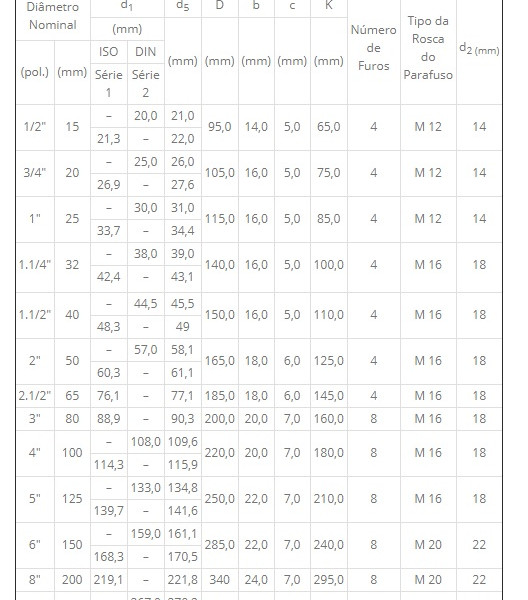 Diâmetro Nominal d1 d5 D b c K Número de Furos Tipo da Rosca do Parafuso d2 (mm)
(mm)
(pol.) (mm) ISO DIN (mm) (mm) (mm) (mm) (mm)
Série 1 Série 2
1/2" 15 – 20,0 21,0 95,0 14,0 5,0 65,0 4 M 12 14
21,3 – 22,0
3/4" 20 – 25,0 26,0 105,0 16,0 5,0 75,0 4 M 12 14
26,9 – 27,6
1" 25 – 30,0 31,0 115,0 16,0 5,0 85,0 4 M 12 14
33,7 – 34,4
1.1/4" 32 – 38,0 39,0 140,0 16,0 5,0 100,0 4 M 16 18
42,4 – 43,1
1.1/2" 40 – 44,5 45,5 150,0 16,0 5,0 110,0 4 M 16 18
48,3 – 49
2" 50 – 57,0 58,1 165,0 18,0 6,0 125,0 4 M 16 18
60,3 – 61,1
2.1/2" 65 76,1 – 77,1 185,0 18,0 6,0 145,0 4 M 16 18
3" 80 88,9 – 90,3 200,0 20,0 7,0 160,0 8 M 16 18
4" 100 – 108,0 109,6 220,0 20,0 7,0 180,0 8 M 16 18
114,3 – 115,9
5" 125 – 133,0 134,8 250,0 22,0 7,0 210,0 8 M 16 18
139,7 – 141,6
6" 150 – 159,0 161,1 285,0 22,0 7,0 240,0 8 M 20 22
168,3 – 170,5
8" 200 219,1 – 221,8 340 24,0 7,0 295,0 8 M 20 22